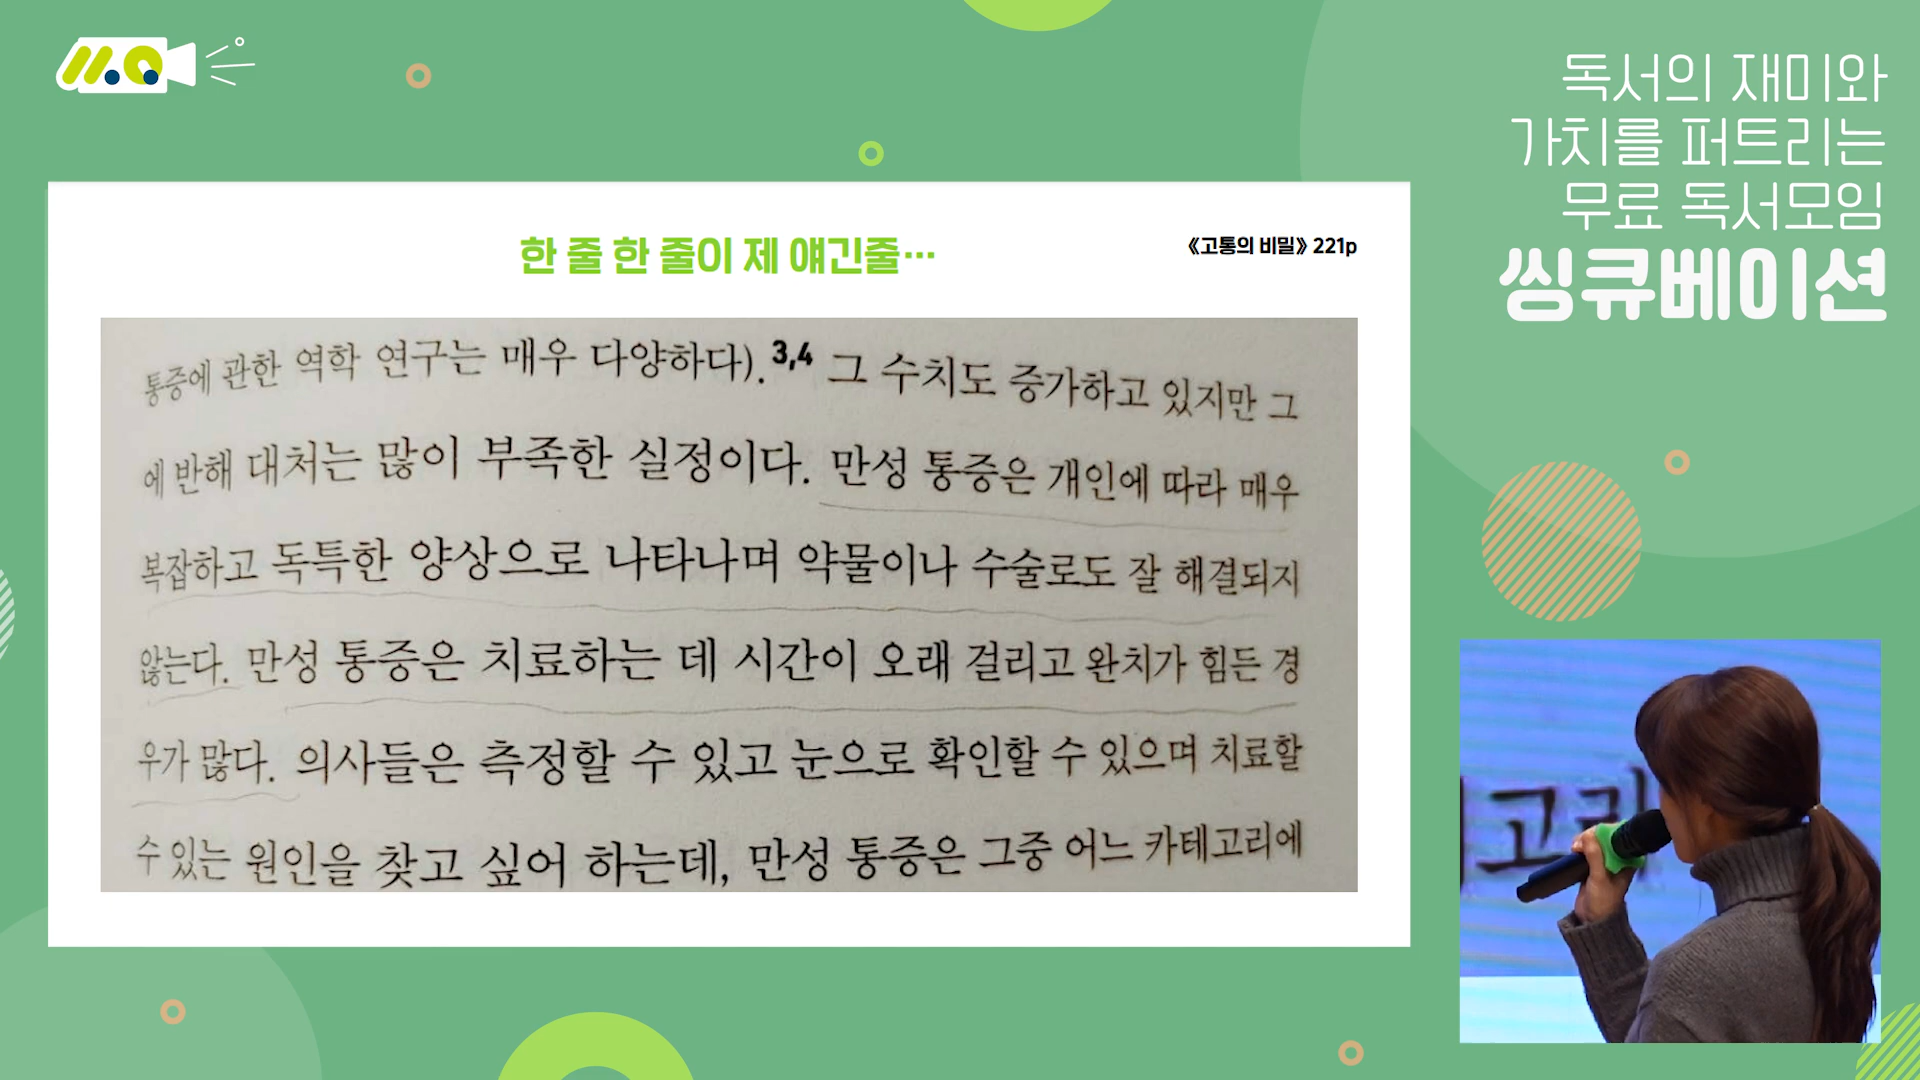 독서의 재미와
가치를 퍼트리는
무료 독서모임
씽큐베이션
한 줄 한 줄이 제 얘긴줄…
《고통의 비밀》 221p
통증에 관한 역학 연구는 매우 다양하다).3,4 그 수치도 증가하고 있지만 그
에 반해 대처는 많이 부족한 실정이다. 만성 통증은 개인에 따라 매우
복잡하고 독특한 양상으로 나타나며 약물이나 수술로도 잘 해결되지
않는다. 만성 통증은 치료하는 데 시간이 오래 걸리고 완치가 힘든 경
우가 많다. 의사들은 측정할 수 있고 눈으로 확인할 수 있으며 치료할
수 있는 원인을 찾고 싶어 하는데, 만성 통증은 그중 어느 카테고리에
고리